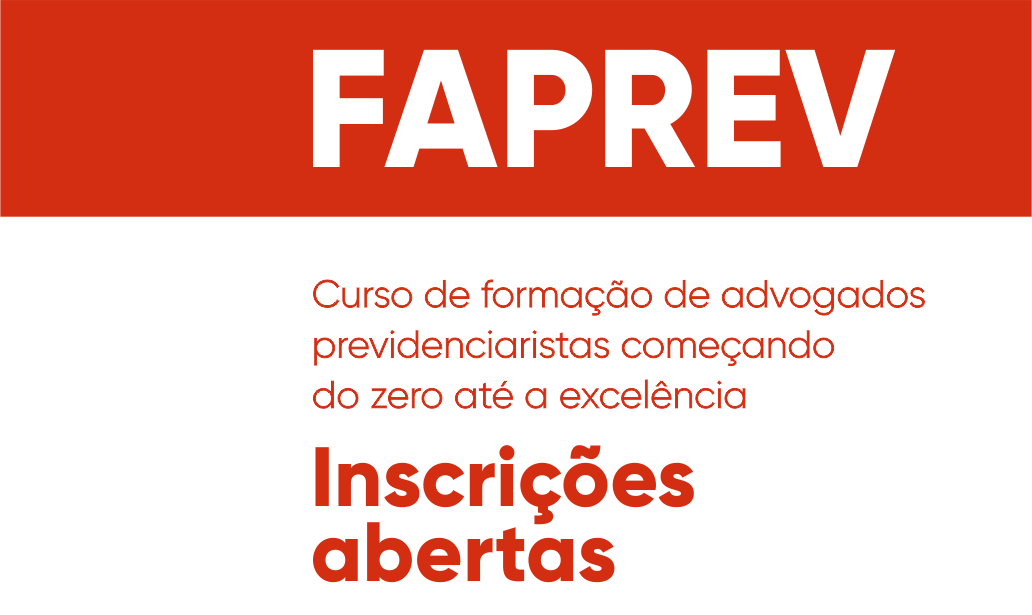 FAPREV
Curso de formação de advogados
previdenciaristas começando
do zero até a excelência
Inscrições
abertas